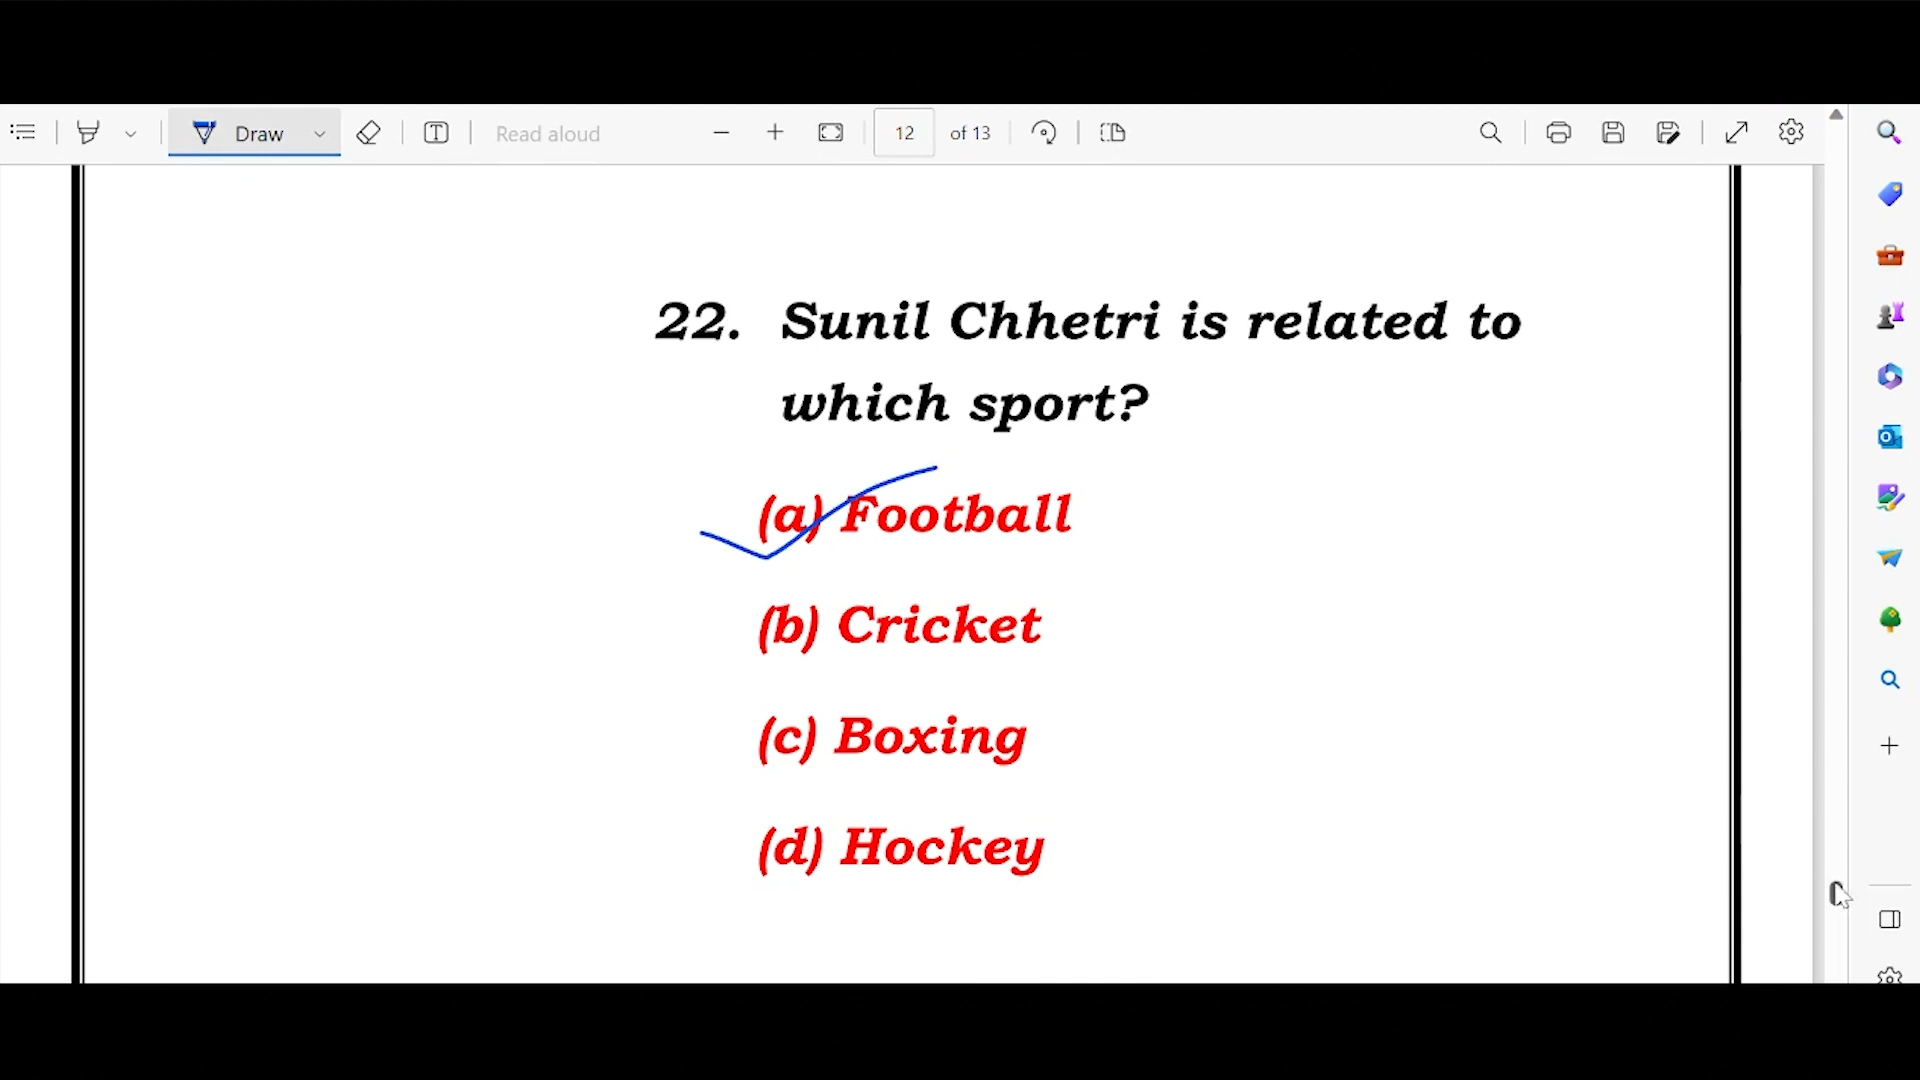 Draw
Read aloud
12 of 13
22. Sunil Chhetri is related to
which sport?
(a) Football
(b) Cricket
(c) Boxing
(d) Hockey